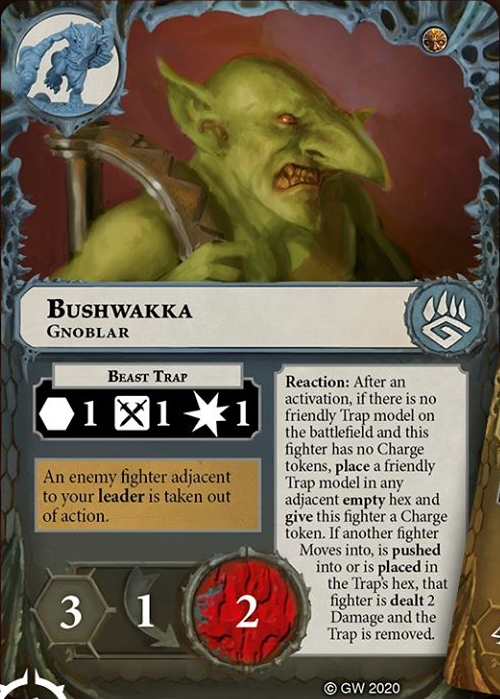 BUSHWAKKA
GNOBLAR
BEAST TRAP
1 1 1
An enemy fighter adjacent
to your leader is taken out
of action.
3 1 2
Reaction: After an
activation, if there is no
friendly Trap model on
the battlefield and this
fighter has no Charge
tokens, place a friendly
Trap model in any
adjacent empty hex and
give this fighter a Charge
token. If another fighter
Moves into, is pushed
into or is placed in
the Trap's hex, that
fighter is dealt 2
Damage and the
Trap is removed.
© GW 2020